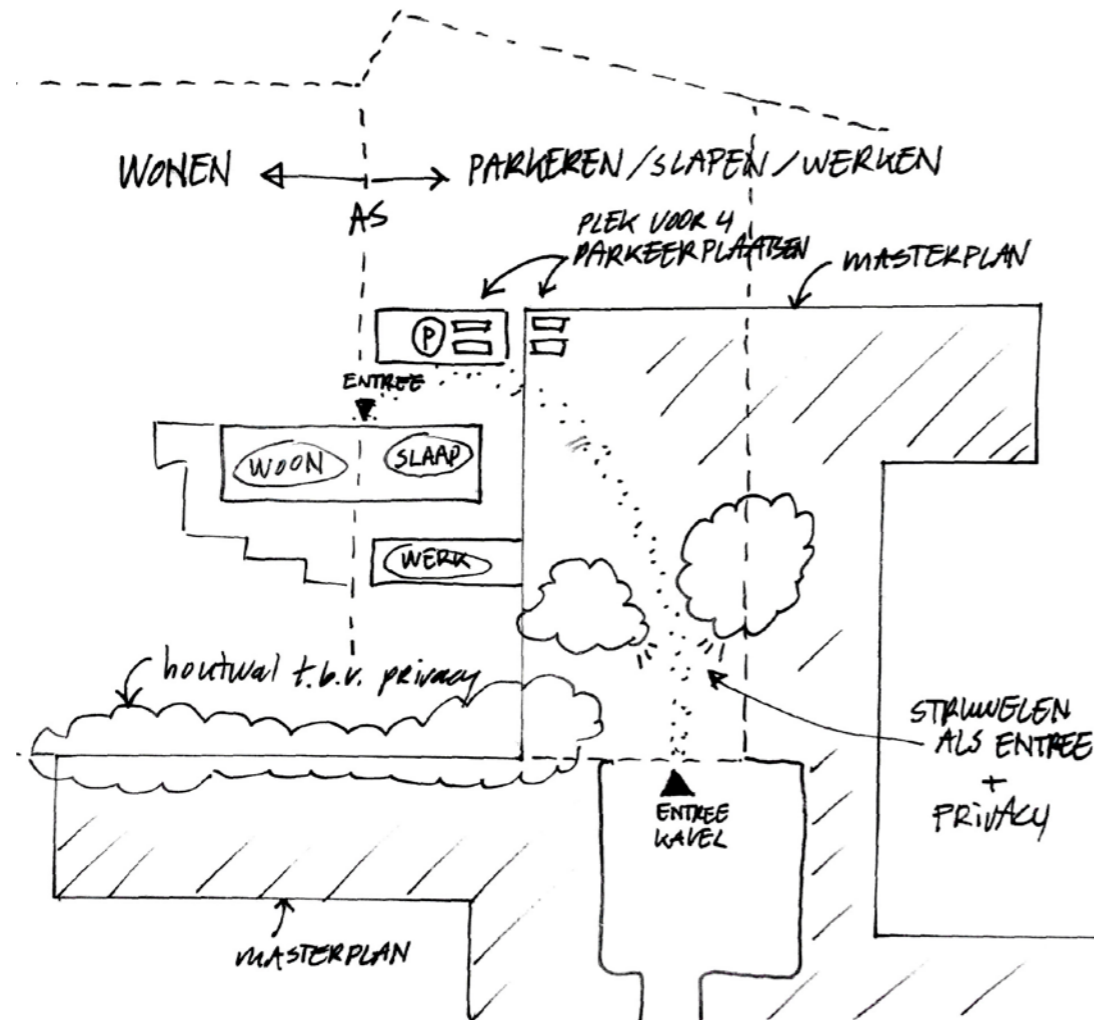 WONEN
PARKEREN/SLAPEN/WERKEN
AS
PLEK VOOR 4
PARKEERPLAATSEN
MASTERPLAN
P
ENTREE
WOON
SLAAP
WERK
houtwal t.b.v. privacy
STRUWELEN
ALS ENTREE
+
PRIVACY
ENTREE
KAVEL
MASTERPLAN